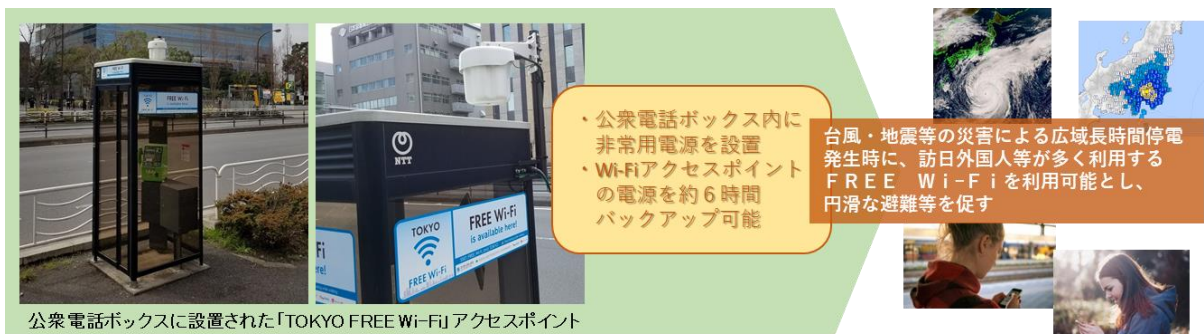 FREE Wi-Fi
NTT
Fi
here!
TOKYO
FREE Wi-Fi
FREE Wi-Fi
is available here!
公衆電話ボックスに設置された「TOKYO FREE Wi-Fi」アクセスポイント
・公衆電話ボックス内に
非常用電源を設置
・Wi-Fiアクセスポイント
の電源を約6時間
バックアップ可能
台風・地震等の災害による広域長時間停電
発生時に、訪日外国人等が多く利用する
ＦＲＥＥ　Ｗｉ-Ｆｉを利用可能とし、
円滑な避難等を促す